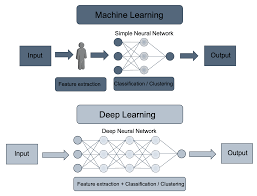 Machine Learning
Simple Neural Network
Input
Output
Feature extraction
Classification / Clustering
Deep Learning
Deep Neural Network
Input
Output
Feature extraction + Classification / Clustering